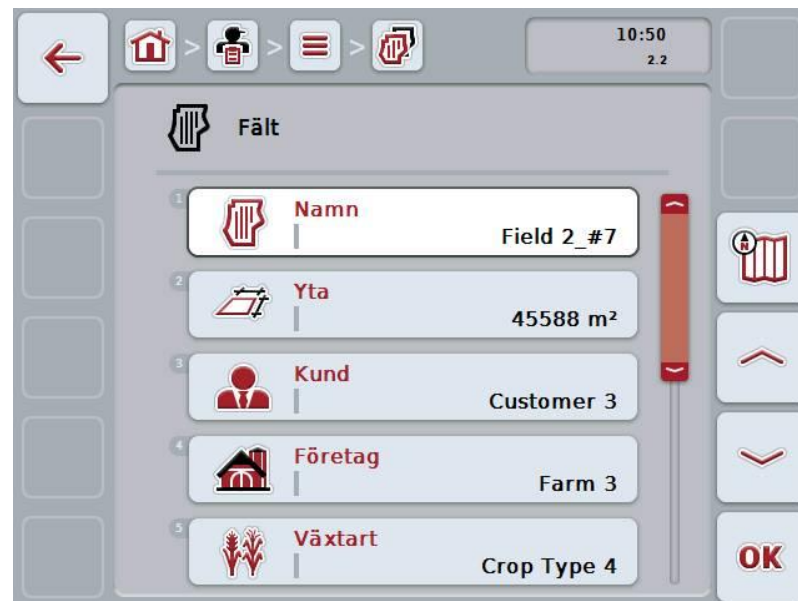 10:50
2.2
Fält
1
Namn
Field 2_#7
2
Yta
45588 m²
3
Kund
Customer 3
4
Företag
Farm 3
5
Växtart
Crop Type 4
N
OK